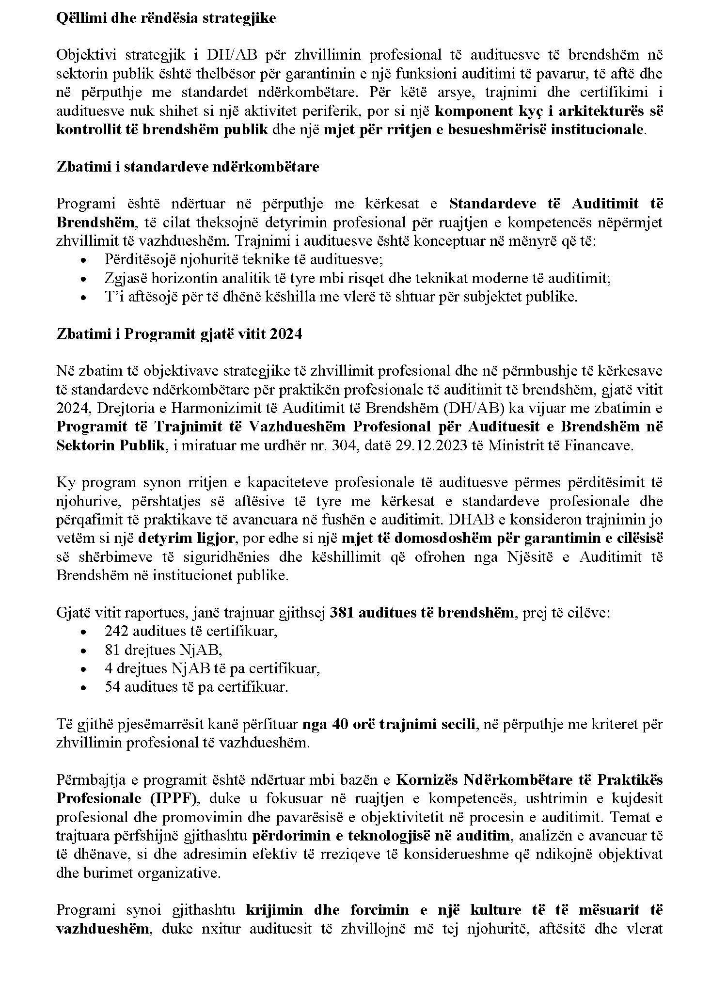 Qëllimi dhe rëndësia strategjike
Objektivi strategjik i DH/AB për zhvillimin profesional të audituesve të brendshëm në
sektorin publik është thelbësor për garantimin e një funksioni auditimi të pavarur, të aftë dhe
në përputhje me standardet ndërkombëtare. Për këtë arsye, trajnimi dhe certifikimi i
audituesve nuk shihet si një aktivitet periferik, por si një komponent kyç i arkitekturës së
kontrollit të brendshëm publik dhe një mjet për rritjen e besueshmërisë institucionale.
Zbatimi i standardeve ndërkombëtare
Programi është ndërtuar në përputhje me kërkesat e Standardeve të Auditimit të
Brendshëm, të cilat theksojnë detyrimin profesional për ruajtjen e kompetencës nëpërmjet
zhvillimit të vazhdueshëm. Trajnimi i audituesve është konceptuar në mënyrë që të:
• Përditësojë njohuritë teknike të audituesve;
• Zgjasë horizontin analitik të tyre mbi risqet dhe teknikat moderne të auditimit;
• T’i aftësojë për të dhënë këshilla me vlerë të shtuar për subjektet publike.
Zbatimi i Programit gjatë vitit 2024
Në zbatim të objektivave strategjike të zhvillimit profesional dhe në përmbushje të kërkesave
të standardeve ndërkombëtare për praktikën profesionale të auditimit të brendshëm, gjatë vitit
2024, Drejtoria e Harmonizimit të Auditimit të Brendshëm (DH/AB) ka vijuar me zbatimin e
Programit të Trajnimit të Vazhdueshëm Profesional për Audituesit e Brendshëm në
Sektorin Publik, i miratuar me urdhër nr. 304, datë 29.12.2023 të Ministrit të Financave.
Ky program synon rritjen e kapaciteteve profesionale të audituesve përmes përditësimit të
njohurive, përshtatjes së aftësive të tyre me kërkesat e standardeve profesionale dhe
përqafimit të praktikave të avancuara në fushën e auditimit. DHAB e konsideron trajnimin jo
vetëm si një detyrim ligjor, por edhe si një mjet të domosdoshëm për garantimin e cilësisë
së shërbimeve të siguridhënies dhe këshillimit që ofrohen nga Njësitë e Auditimit të
Brendshëm në institucionet publike.
Gjatë vitit raportues, janë trajnuar gjithsej 381 auditues të brendshëm, prej të cilëve:
• 242 auditues të certifikuar,
• 81 drejtues NjAB,
• 4 drejtues NjAB të pa certifikuar,
• 54 auditues të pa certifikuar.
Të gjithë pjesëmarrësit kanë përfituar nga 40 orë trajnimi secili, në përputhje me kriteret për
zhvillimin profesional të vazhdueshëm.
Përmbajtja e programit është ndërtuar mbi bazën e Kornizës Ndërkombëtare të Praktikës
Profesionale (IPPF), duke u fokusuar në ruajtjen e kompetencës, ushtrimin e kujdesit
profesional dhe promovimin dhe pavarësisë e objektivitetit në procesin e auditimit. Temat e
trajtuara përfshijnë gjithashtu përdorimin e teknologjisë në auditim, analizën e avancuar të
të dhënave, si dhe adresimin efektiv të rreziqeve të konsiderueshme që ndikojnë objektivat
dhe burimet organizative.
Programi synoi gjithashtu krijimin dhe forcimin e një kulture të të mësuarit të
vazhdueshëm, duke nxitur audituesit të zhvillojnë më tej njohuritë, aftësitë dhe vlerat